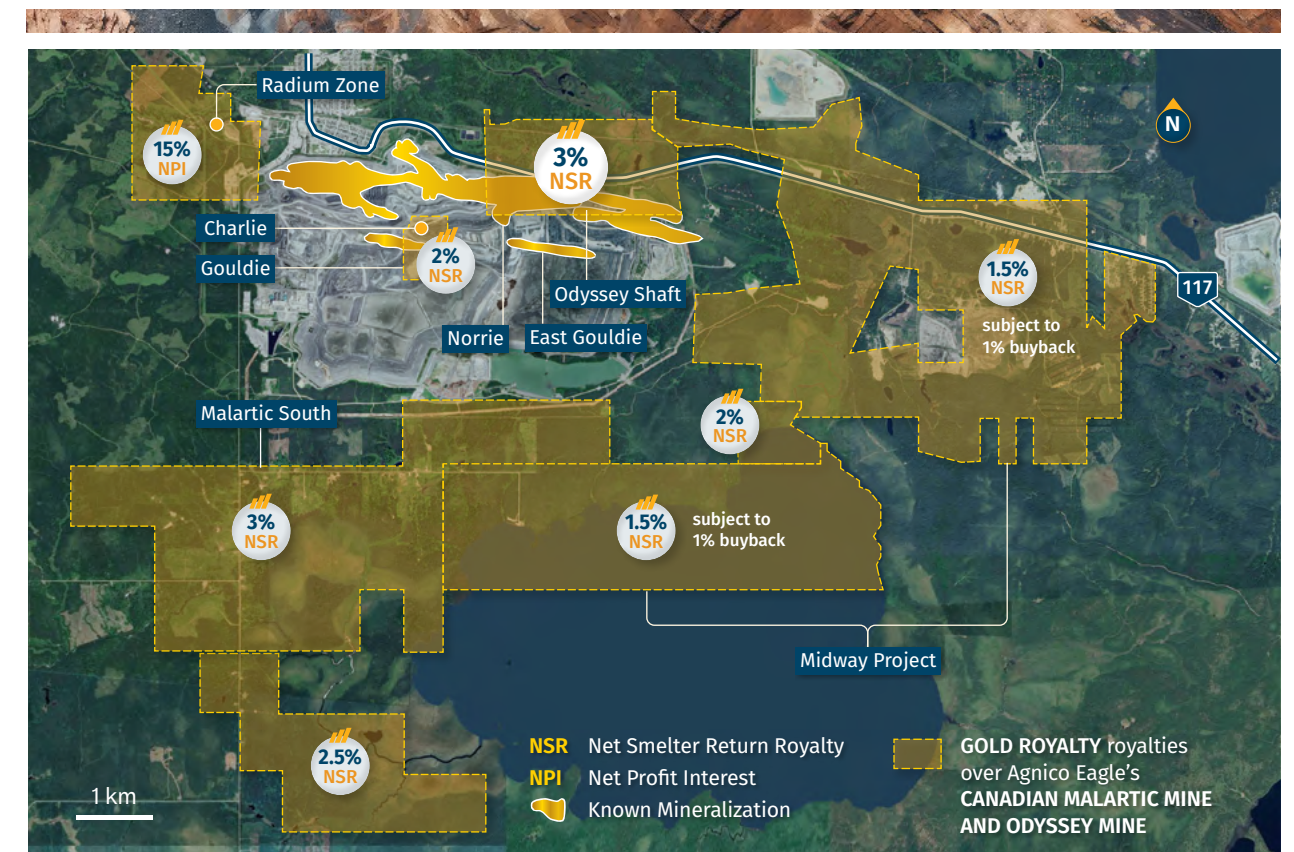 Radium Zone
N
15%
NPI
3%
NSR
Charlie
Gouldie
2%
NSR
1.5%
NSR
subject to
1% buyback
117
Odyssey Shaft
Norrie
East Gouldie
Malartic South
2%
NSR
3%
NSR
1.5%
NSR
subject to
1% buyback
Midway Project
2.5%
NSR
1 km
NSR Net Smelter Return Royalty
NPI Net Profit Interest
Known Mineralization
GOLD ROYALTY royalties
over Agnico Eagle's
CANADIAN MALARTIC MINE
AND ODYSSEY MINE